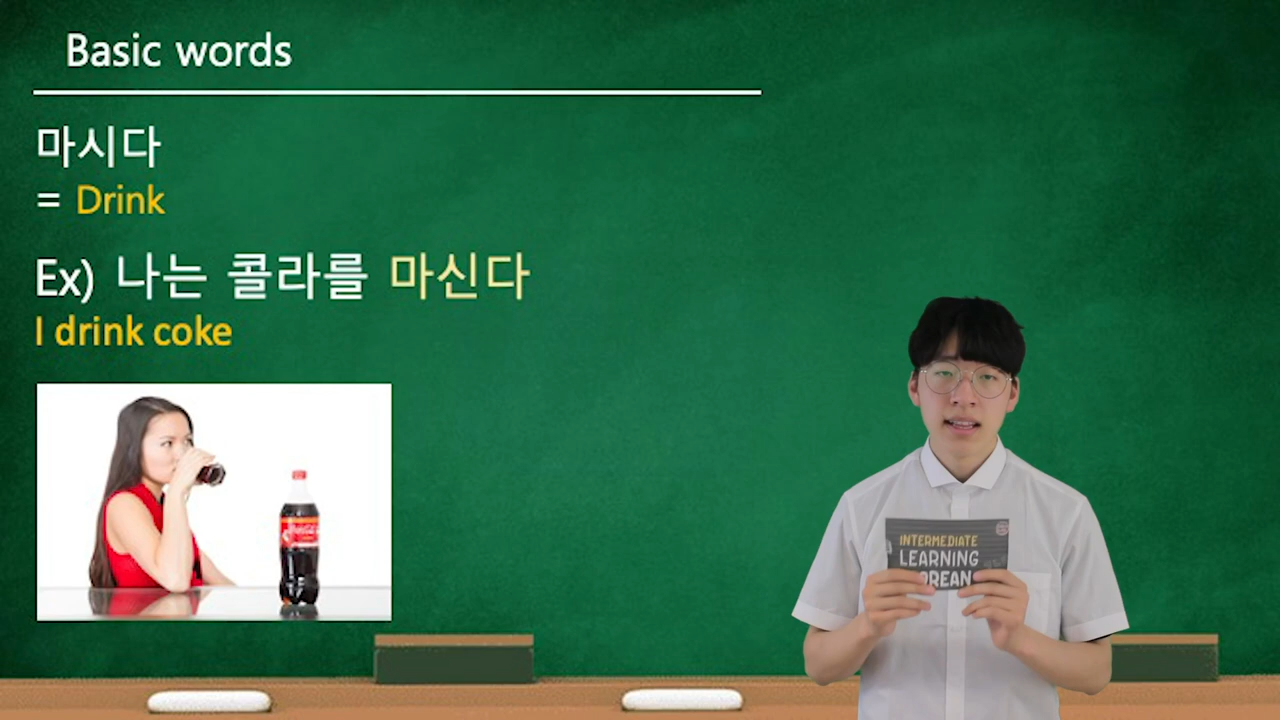 Basic words
마시다
= Drink
Ex) 나는 콜라를 마신다
I drink coke
INTERMEDIATE
LEARNING